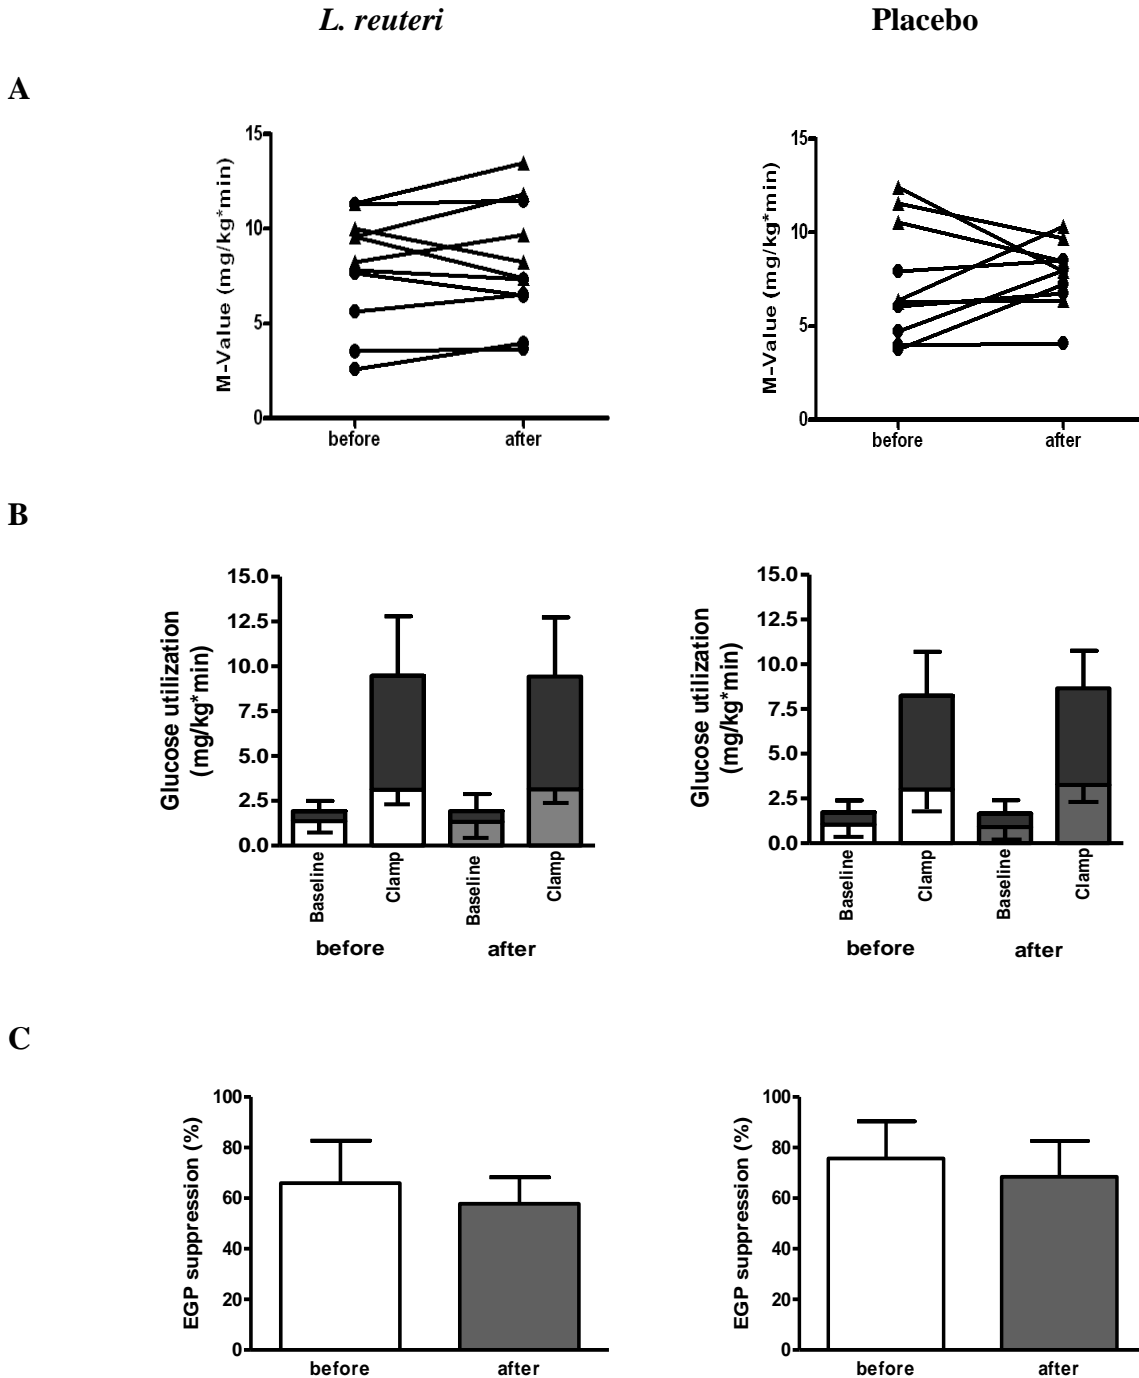 L. reuteri
Placebo
A
M-Value (mg/kg*min)
15
10
5
0
before
after
M-Value (mg/kg*min)
15
10
5
0
before
after
B
Glucose utilization
(mg/kg*min)
15.0
12.5
10.0
7.5
5.0
2.5
0.0
Baseline
Clamp
Baseline
Clamp
before
after
Glucose utilization
(mg/kg*min)
15.0
12.5
10.0
7.5
5.0
2.5
0.0
Baseline
Clamp
Baseline
Clamp
before
after
C
EGP suppression (%)
100
80
60
40
20
0
before
after
EGP suppression (%)
100
80
60
40
20
0
before
after